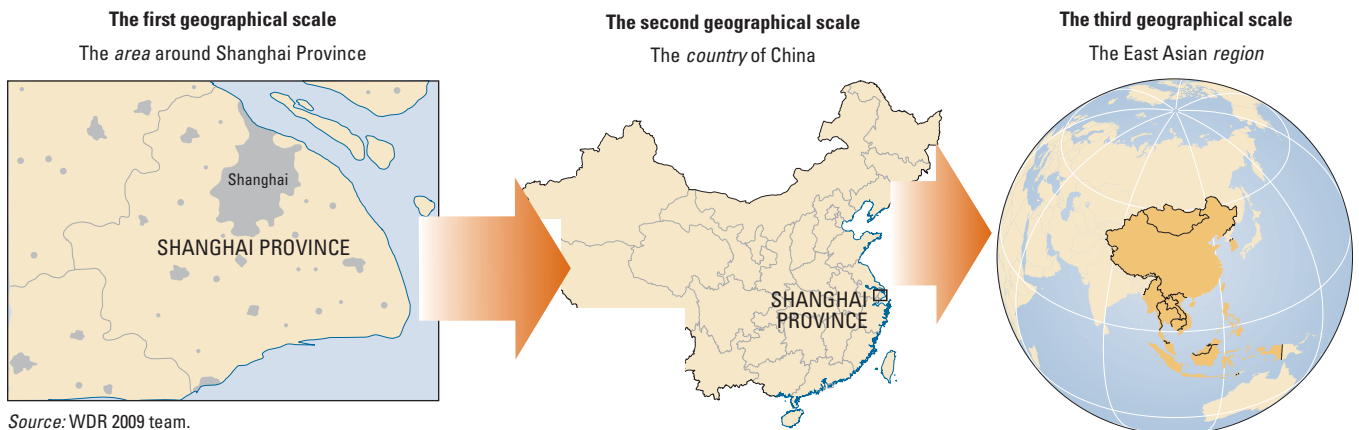 The first geographical scale
The area around Shanghai Province
Shanghai
SHANGHAI PROVINCE
Source: WDR 2009 team.
The second geographical scale
The country of China
SHANGHAI
PROVINCE
The third geographical scale
The East Asian region